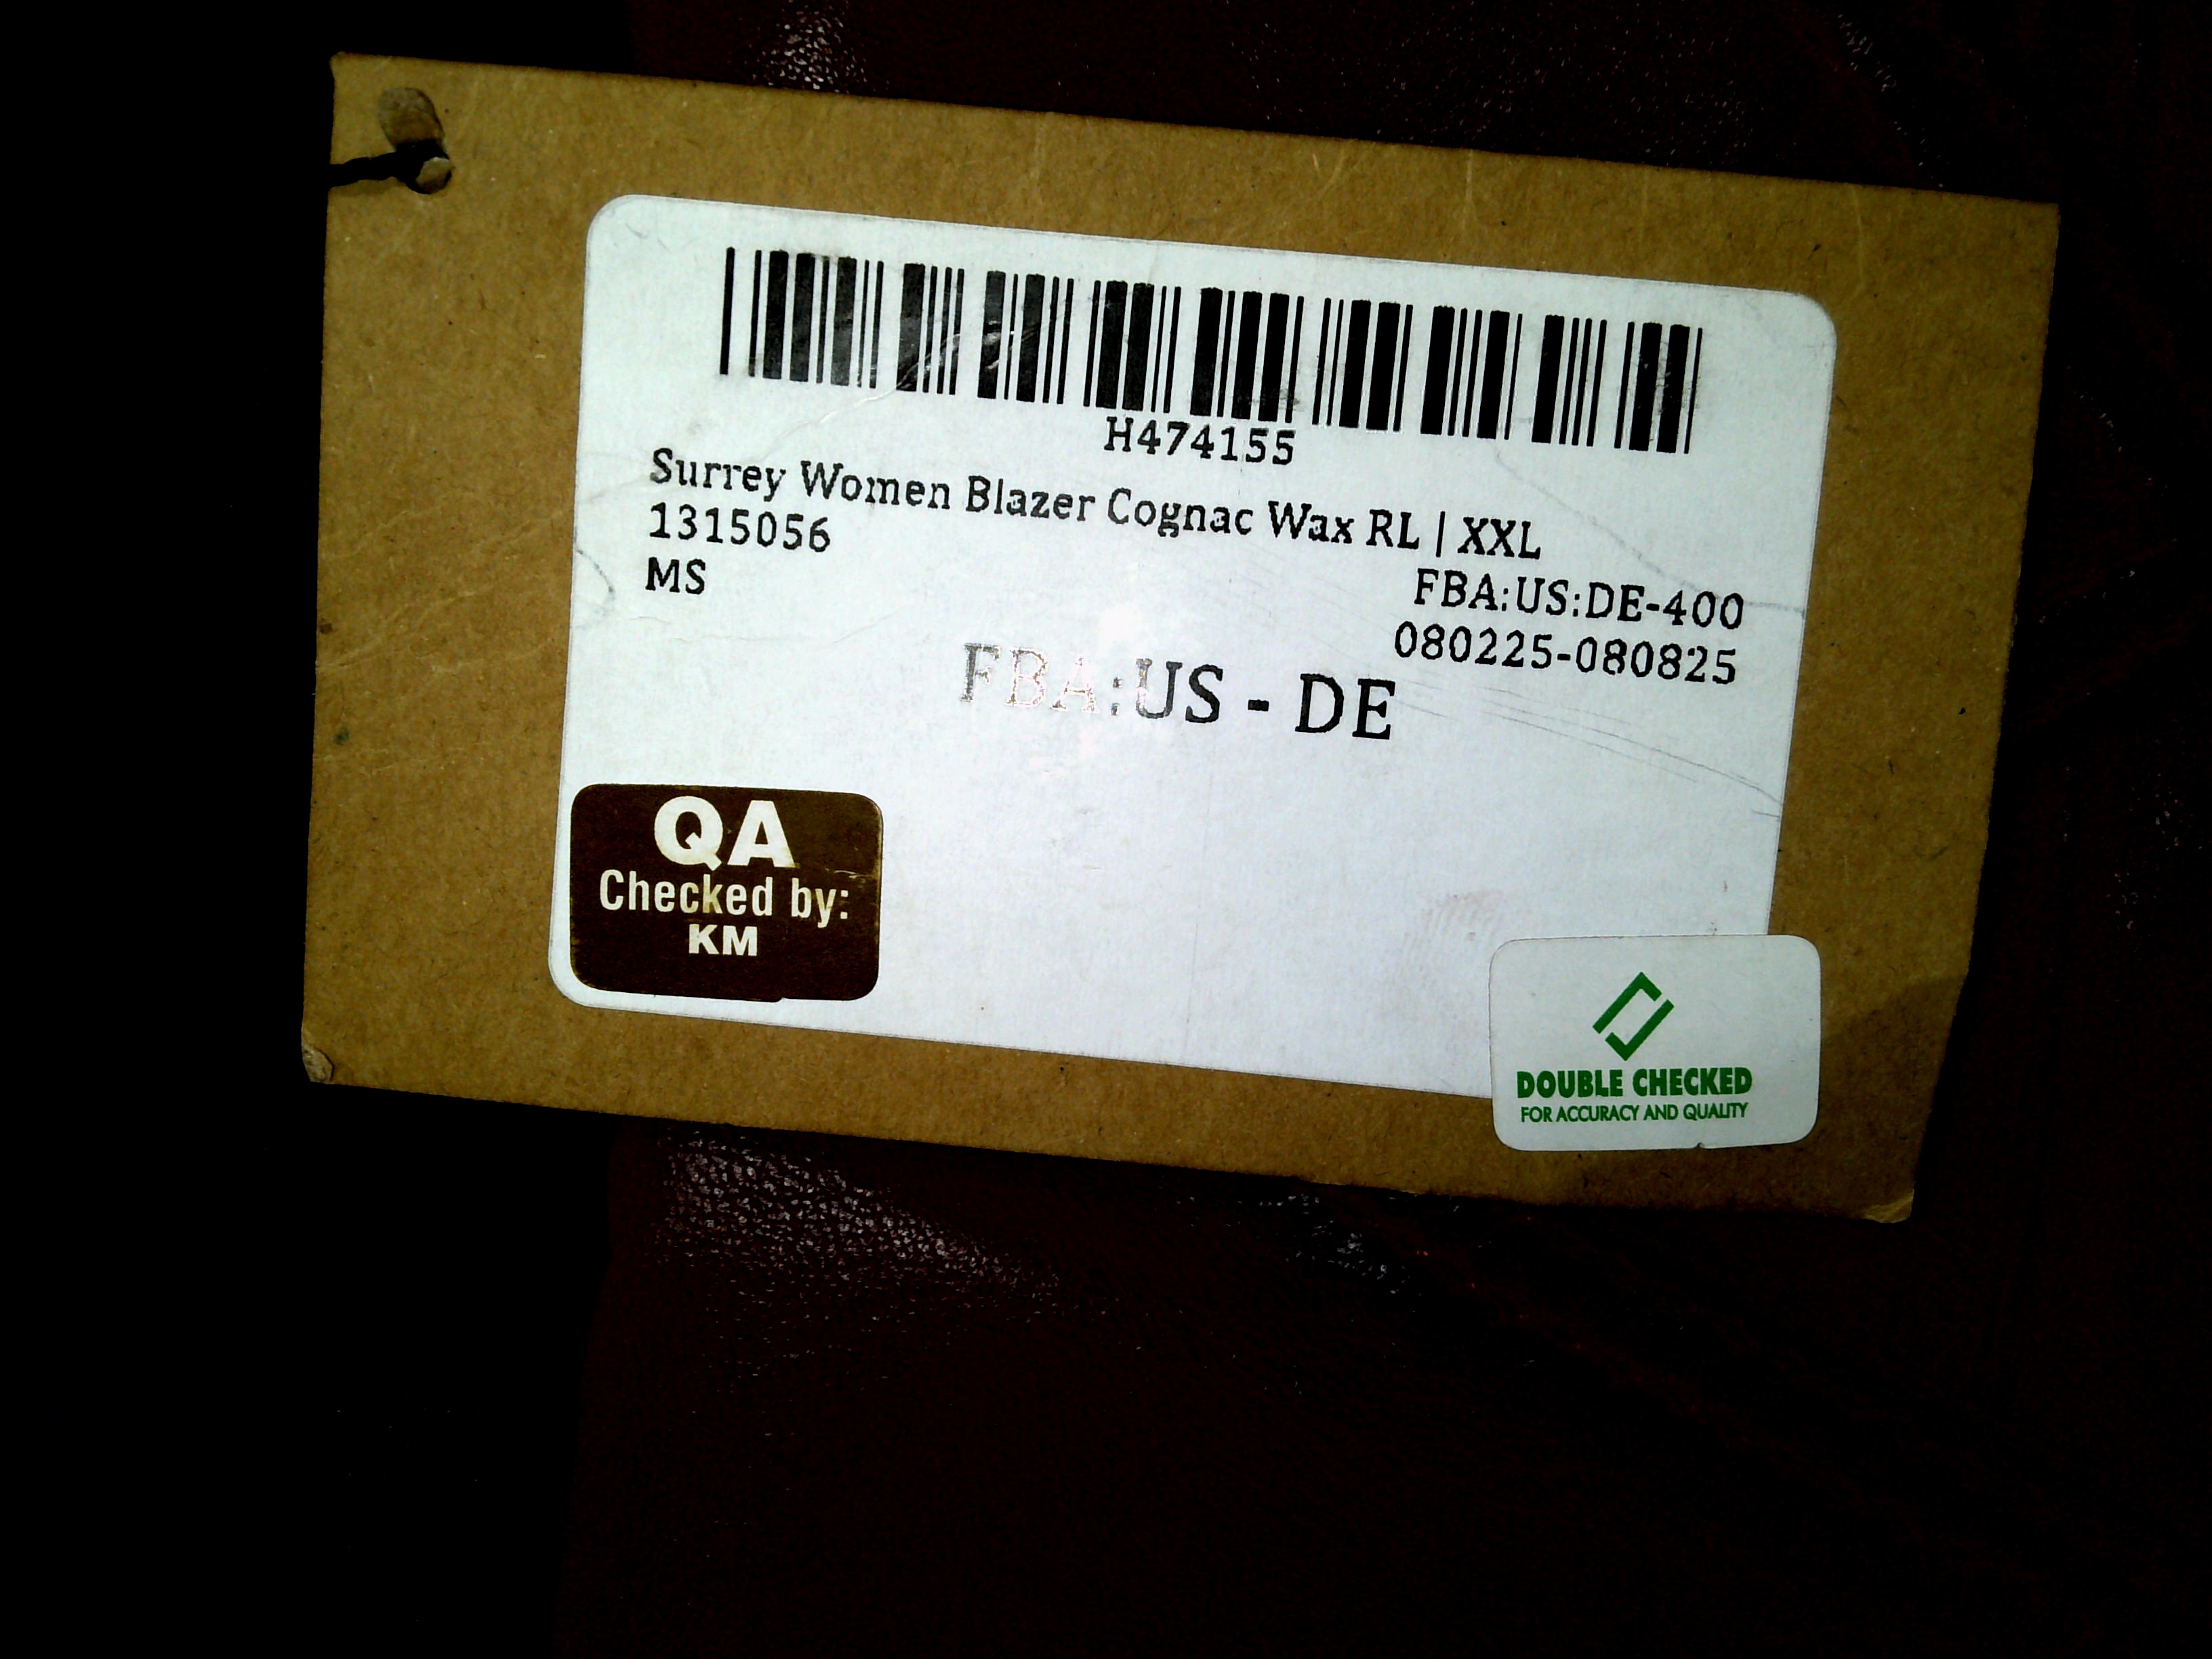 H474155
Surrey Women Blazer Cognac Wax RL | XXL
1315056
FBA:US:DE-400
MS
080225-080825
FBA:US - DE
QA
Checked by:
KM
DOUBLE CHECKED
FOR ACCURACY AND QUALITY